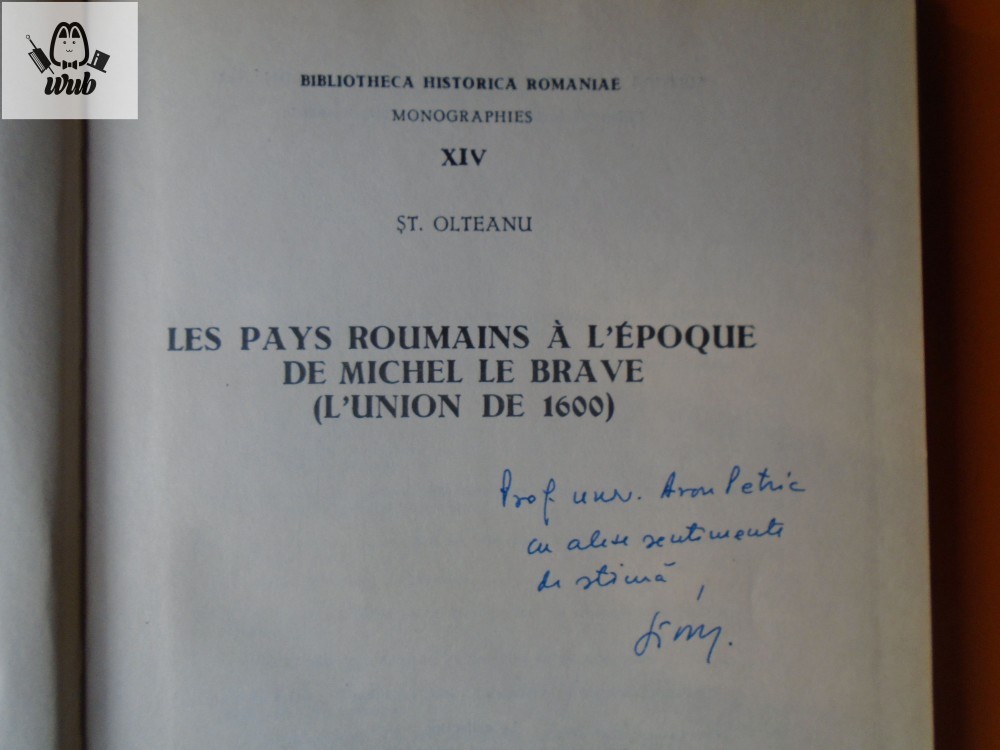 wub
BIBLIOTHECA HISTORICA ROMANIAE
MONOGRAPHIES
XIV
ȘT. OLTEANU
LES PAYS ROUMAINS À L'ÉPOQUE
DE MICHEL LE BRAVE
(L'UNION DE 1600)
Prof. univ. Aron Petric
cu alese sentimente
de stimă,